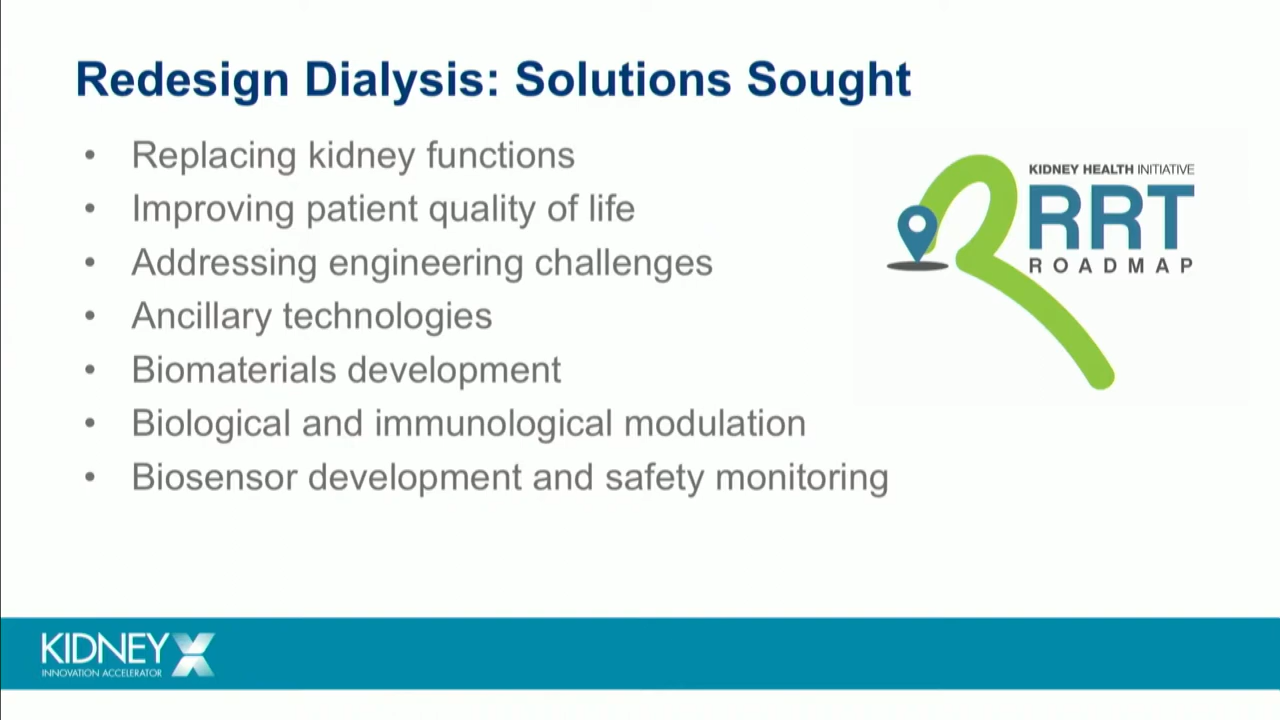 Redesign Dialysis: Solutions Sought
• Replacing kidney functions
• Improving patient quality of life
• Addressing engineering challenges
• Ancillary technologies
• Biomaterials development
• Biological and immunological modulation
• Biosensor development and safety monitoring
KIDNEY HEALTH INITIATIVE
RRT
ROADMAP
KIDNEY X
INNOVATION ACCELERATOR